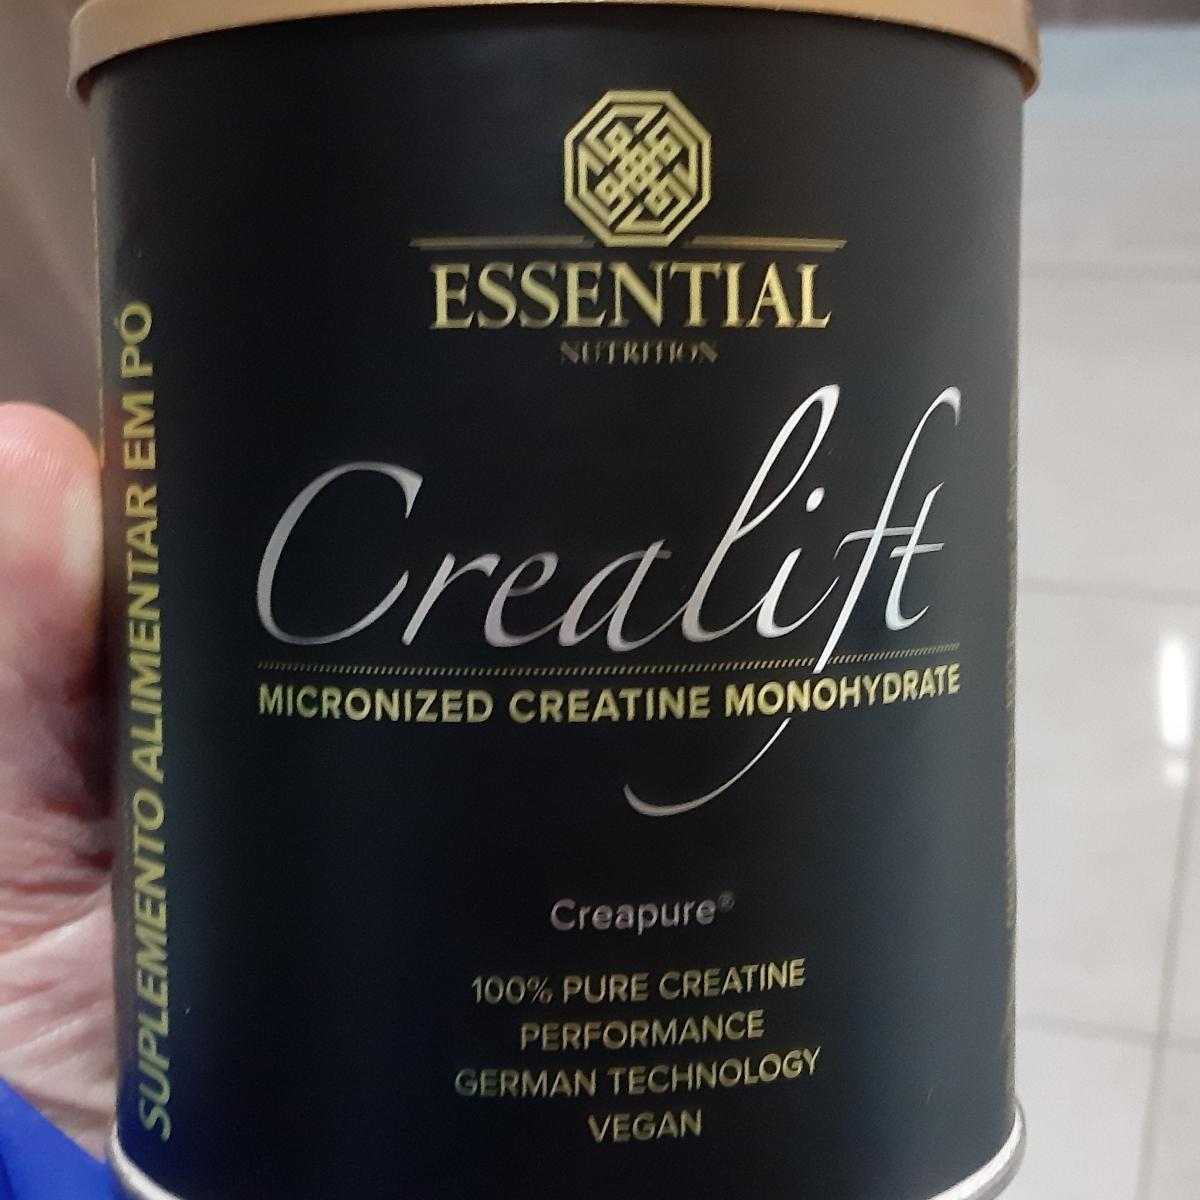 ESSENTIAL
NUTRITION
Crealift
MICRONIZED CREATINE MONOHYDRATE
Creapure®
100% PURE CREATINE
PERFORMANCE
GERMAN TECHNOLOGY
VEGAN
SUPLEMENTO ALIMENTAR EM PÓ